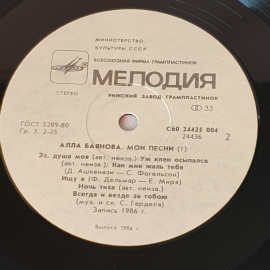 МИНИСТЕРСТВО
КУЛЬТУРЫ СССР
ВСЕСОЮЗНАЯ ФИРМА ГРАМПЛАСТИНОК
МЕЛОДИЯ
СТЕРЕО
РИЖСКИЙ ЗАВОД ГРАМПЛАСТИНОК
33
ГОСТ 5289-80
Гр. 3. 2-25
С60 24435 004
24436
2
АЛЛА БАЯНОВА. МОИ ПЕСНИ (1)
Эх, душа моя (авт. неизв.) Уж клен осыпался
(авт. неизв.); Как мне жаль тебя
(Д. Ашкенази — С. Фогельсон)
Ищу я (Ф. Дельмар — Е. Миря)
Ночь тиха (авт. неизв.)
Всегда и везде за тобою
(муз. и сл. С. Гарделя)
Запись 1986 г.
Выпуск 1986 г.